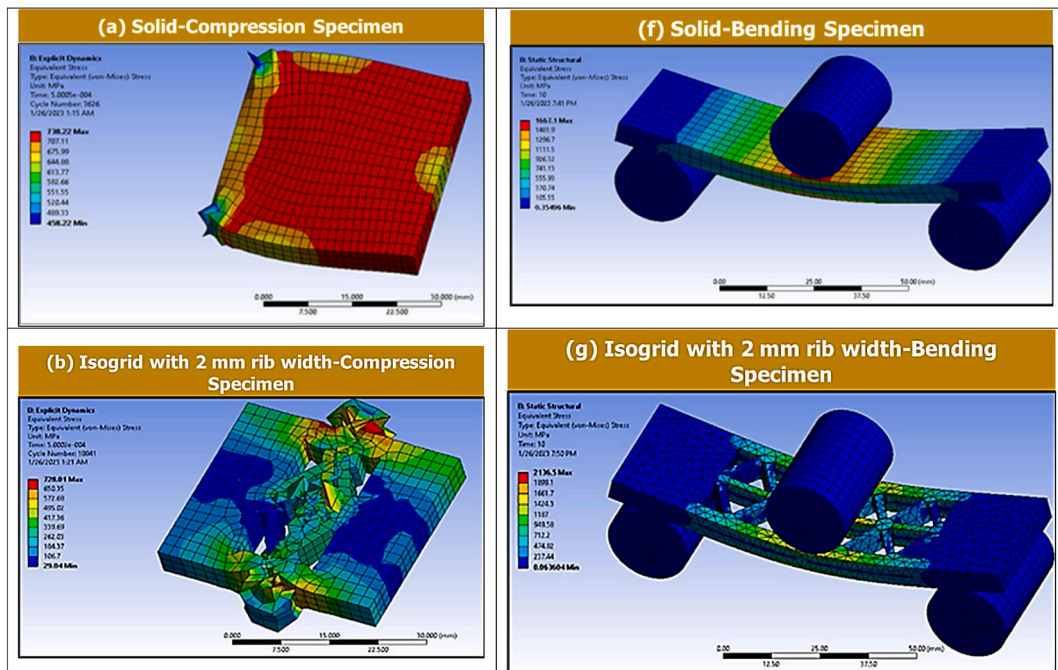 (a) Solid-Compression Specimen
B: Explicit Dynamics
Equivalent Stress
Type: Equivalent (von-Mises) Stress
Unit: MPa
Time: 5.0005e-004
Cycle Number: 3626
1/26/2023 1:15 AM
738.22 Max
707.11
675.99
644.88
613.77
582.66
551.55
520.44
489.33
458.22 Min
0.000 15.000 30.000 (mm)
7.500 22.500
(f) Solid-Bending Specimen
B: Static Structural
Equivalent Stress
Type: Equivalent (von-Mises) Stress
Unit: MPa
Time: 10
1/26/2023 7:41 PM
1667.1 Max
1481.9
1296.7
1111.5
926.32
741.13
555.93
370.74
0.35496 Min
0.00 25.00 50.00 (mm)
12.50 37.50
(b) Isogrid with 2 mm rib width-Compression
Specimen
B: Explicit Dynamics
Equivalent Stress
Type: Equivalent (von-Mises) Stress
Unit: MPa
Time: 5.0002e-004
Cycle Number: 10041
1/26/2023 1:21 AM
728.01 Max
650.35
572.68
495.02
417.36
339.69
262.03
184.37
106.7
29.04 Min
0.000 15.000 30.000 (mm)
7.500 22.500
(g) Isogrid with 2 mm rib width-Bending
Specimen
B: Static Structural
Equivalent Stress
Type: Equivalent (von-Mises) Stress
Unit: MPa
Time: 10
1/26/2023 7:50 PM
2136.5 Max
1899.1
1661.7
1424.3
1187
949.58
712.2
474.82
237.44
0.063604 Min
0.00 25.00 50.00 (mm)
12.50 37.50